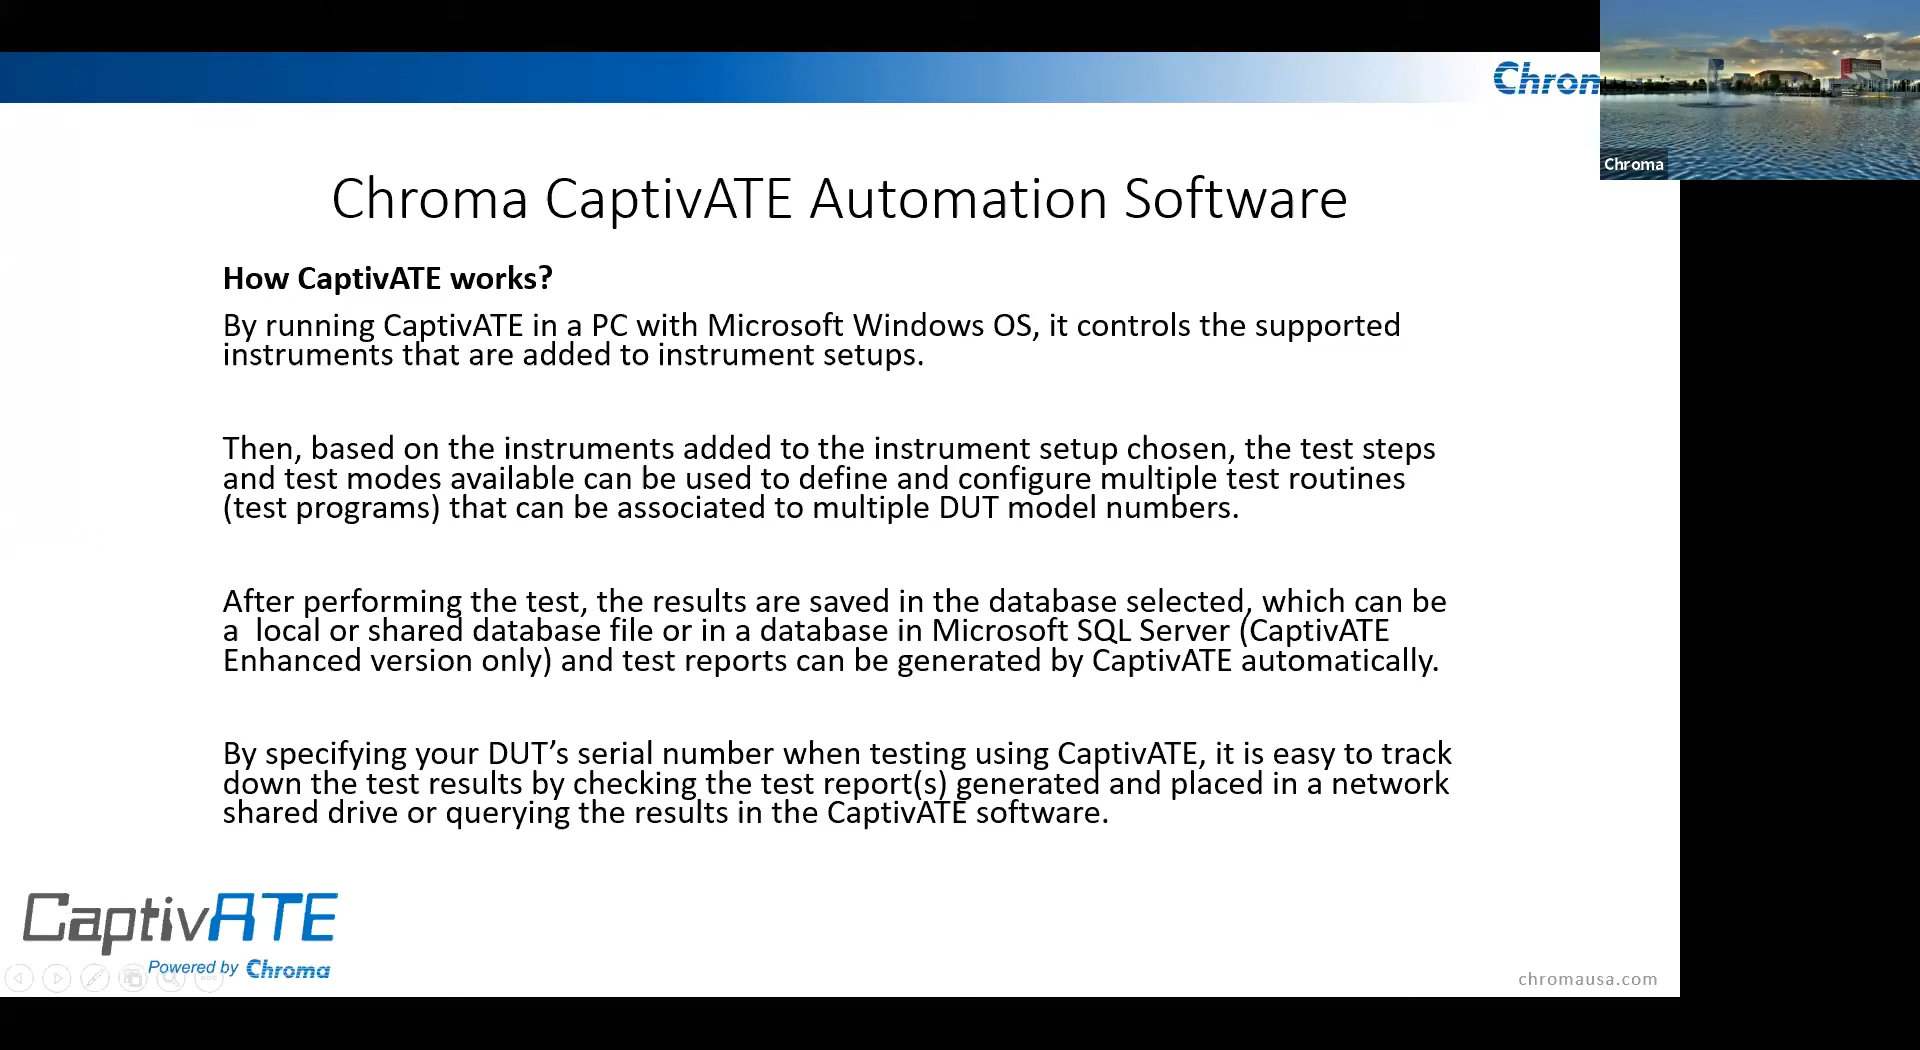 Chrom
Chroma
Chroma CaptivATE Automation Software
How CaptivATE works?
By running CaptivATE in a PC with Microsoft Windows OS, it controls the supported
instruments that are added to instrument setups.
Then, based on the instruments added to the instrument setup chosen, the test steps
and test modes available can be used to define and configure multiple test routines
(test programs) that can be associated to multiple DUT model numbers.
After performing the test, the results are saved in the database selected, which can be
a  local or shared database file or in a database in Microsoft SQL Server (CaptivATE
Enhanced version only) and test reports can be generated by CaptivATE automatically.
By specifying your DUT’s serial number when testing using CaptivATE, it is easy to track
down the test results by checking the test report(s) generated and placed in a network
shared drive or querying the results in the CaptivATE software.
CaptivATE
Powered by Chroma
chromausa.com